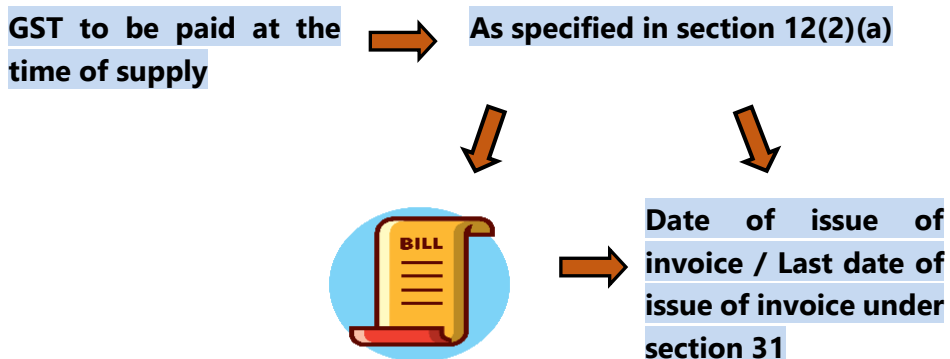 GST to be paid at the
time of supply
As specified in section 12(2)(a)
BILL
Date of issue of
invoice / Last date of
issue of invoice under
section 31